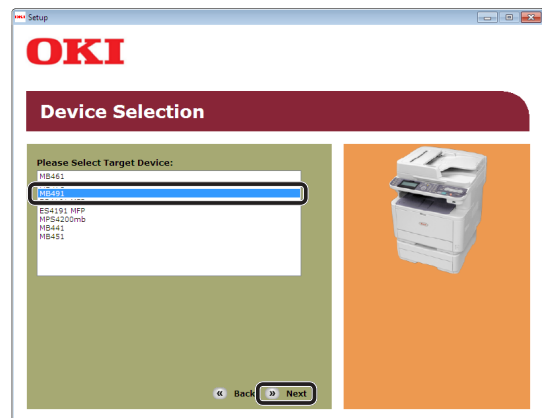 Setup
OKI
Device Selection
Please Select Target Device:
MB461
MB491
ES4191 MFP
MPS4200mb
MB441
MB451
Back
Next